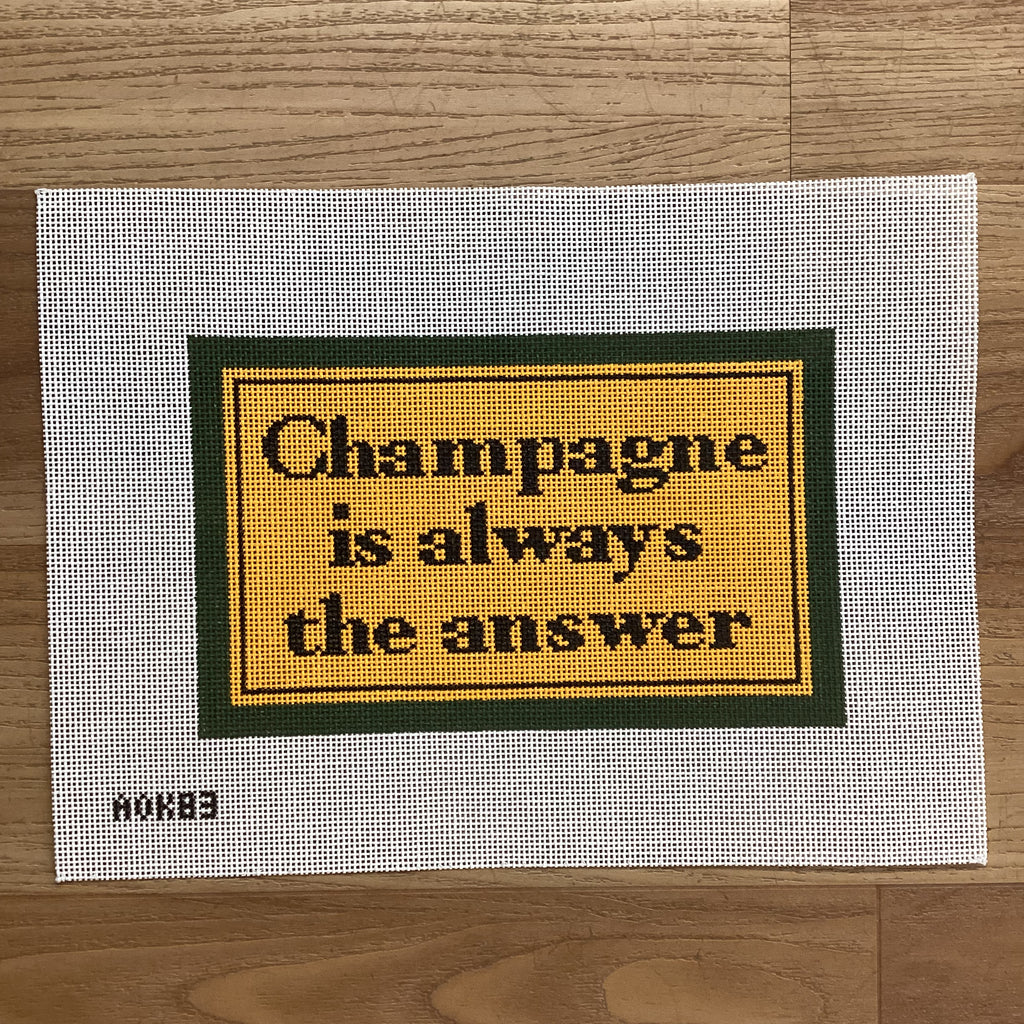 Champagne
is always
the answer
AOK83